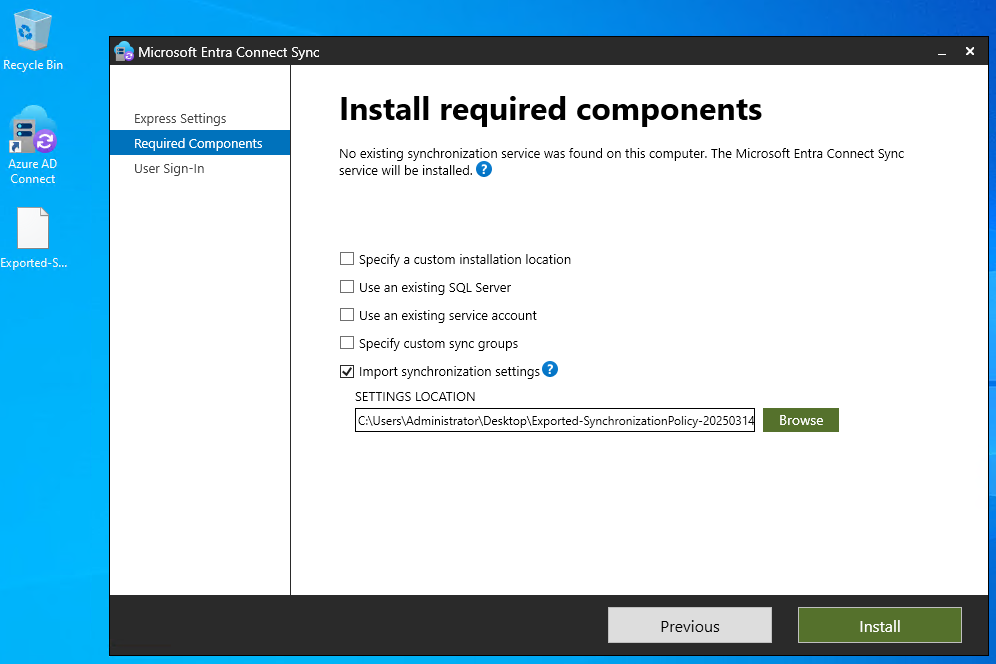 Recycle Bin
Azure AD
Connect
Exported-S...
Microsoft Entra Connect Sync
Express Settings
Required Components
User Sign-In
Install required components
No existing synchronization service was found on this computer. The Microsoft Entra Connect Sync
service will be installed. ?
Specify a custom installation location
Use an existing SQL Server
Use an existing service account
Specify custom sync groups
Import synchronization settings ?
SETTINGS LOCATION
C:\Users\Administrator\Desktop\Exported-SynchronizationPolicy-20250314
Browse
Previous
Install